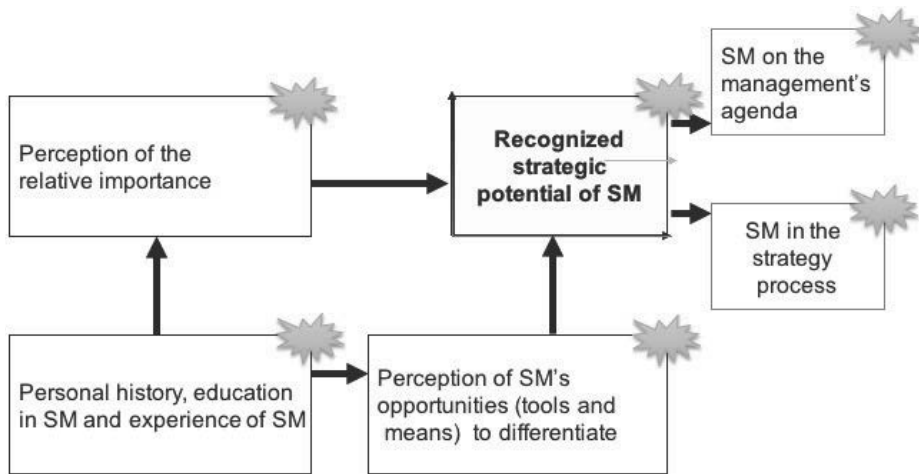 SM on the
management's
agenda
Perception of the
relative importance
Recognized
strategic
potential of SM
SM in the
strategy
process
Personal history, education
in SM and experience of SM
Perception of SM's
opportunities (tools and
means) to differentiate